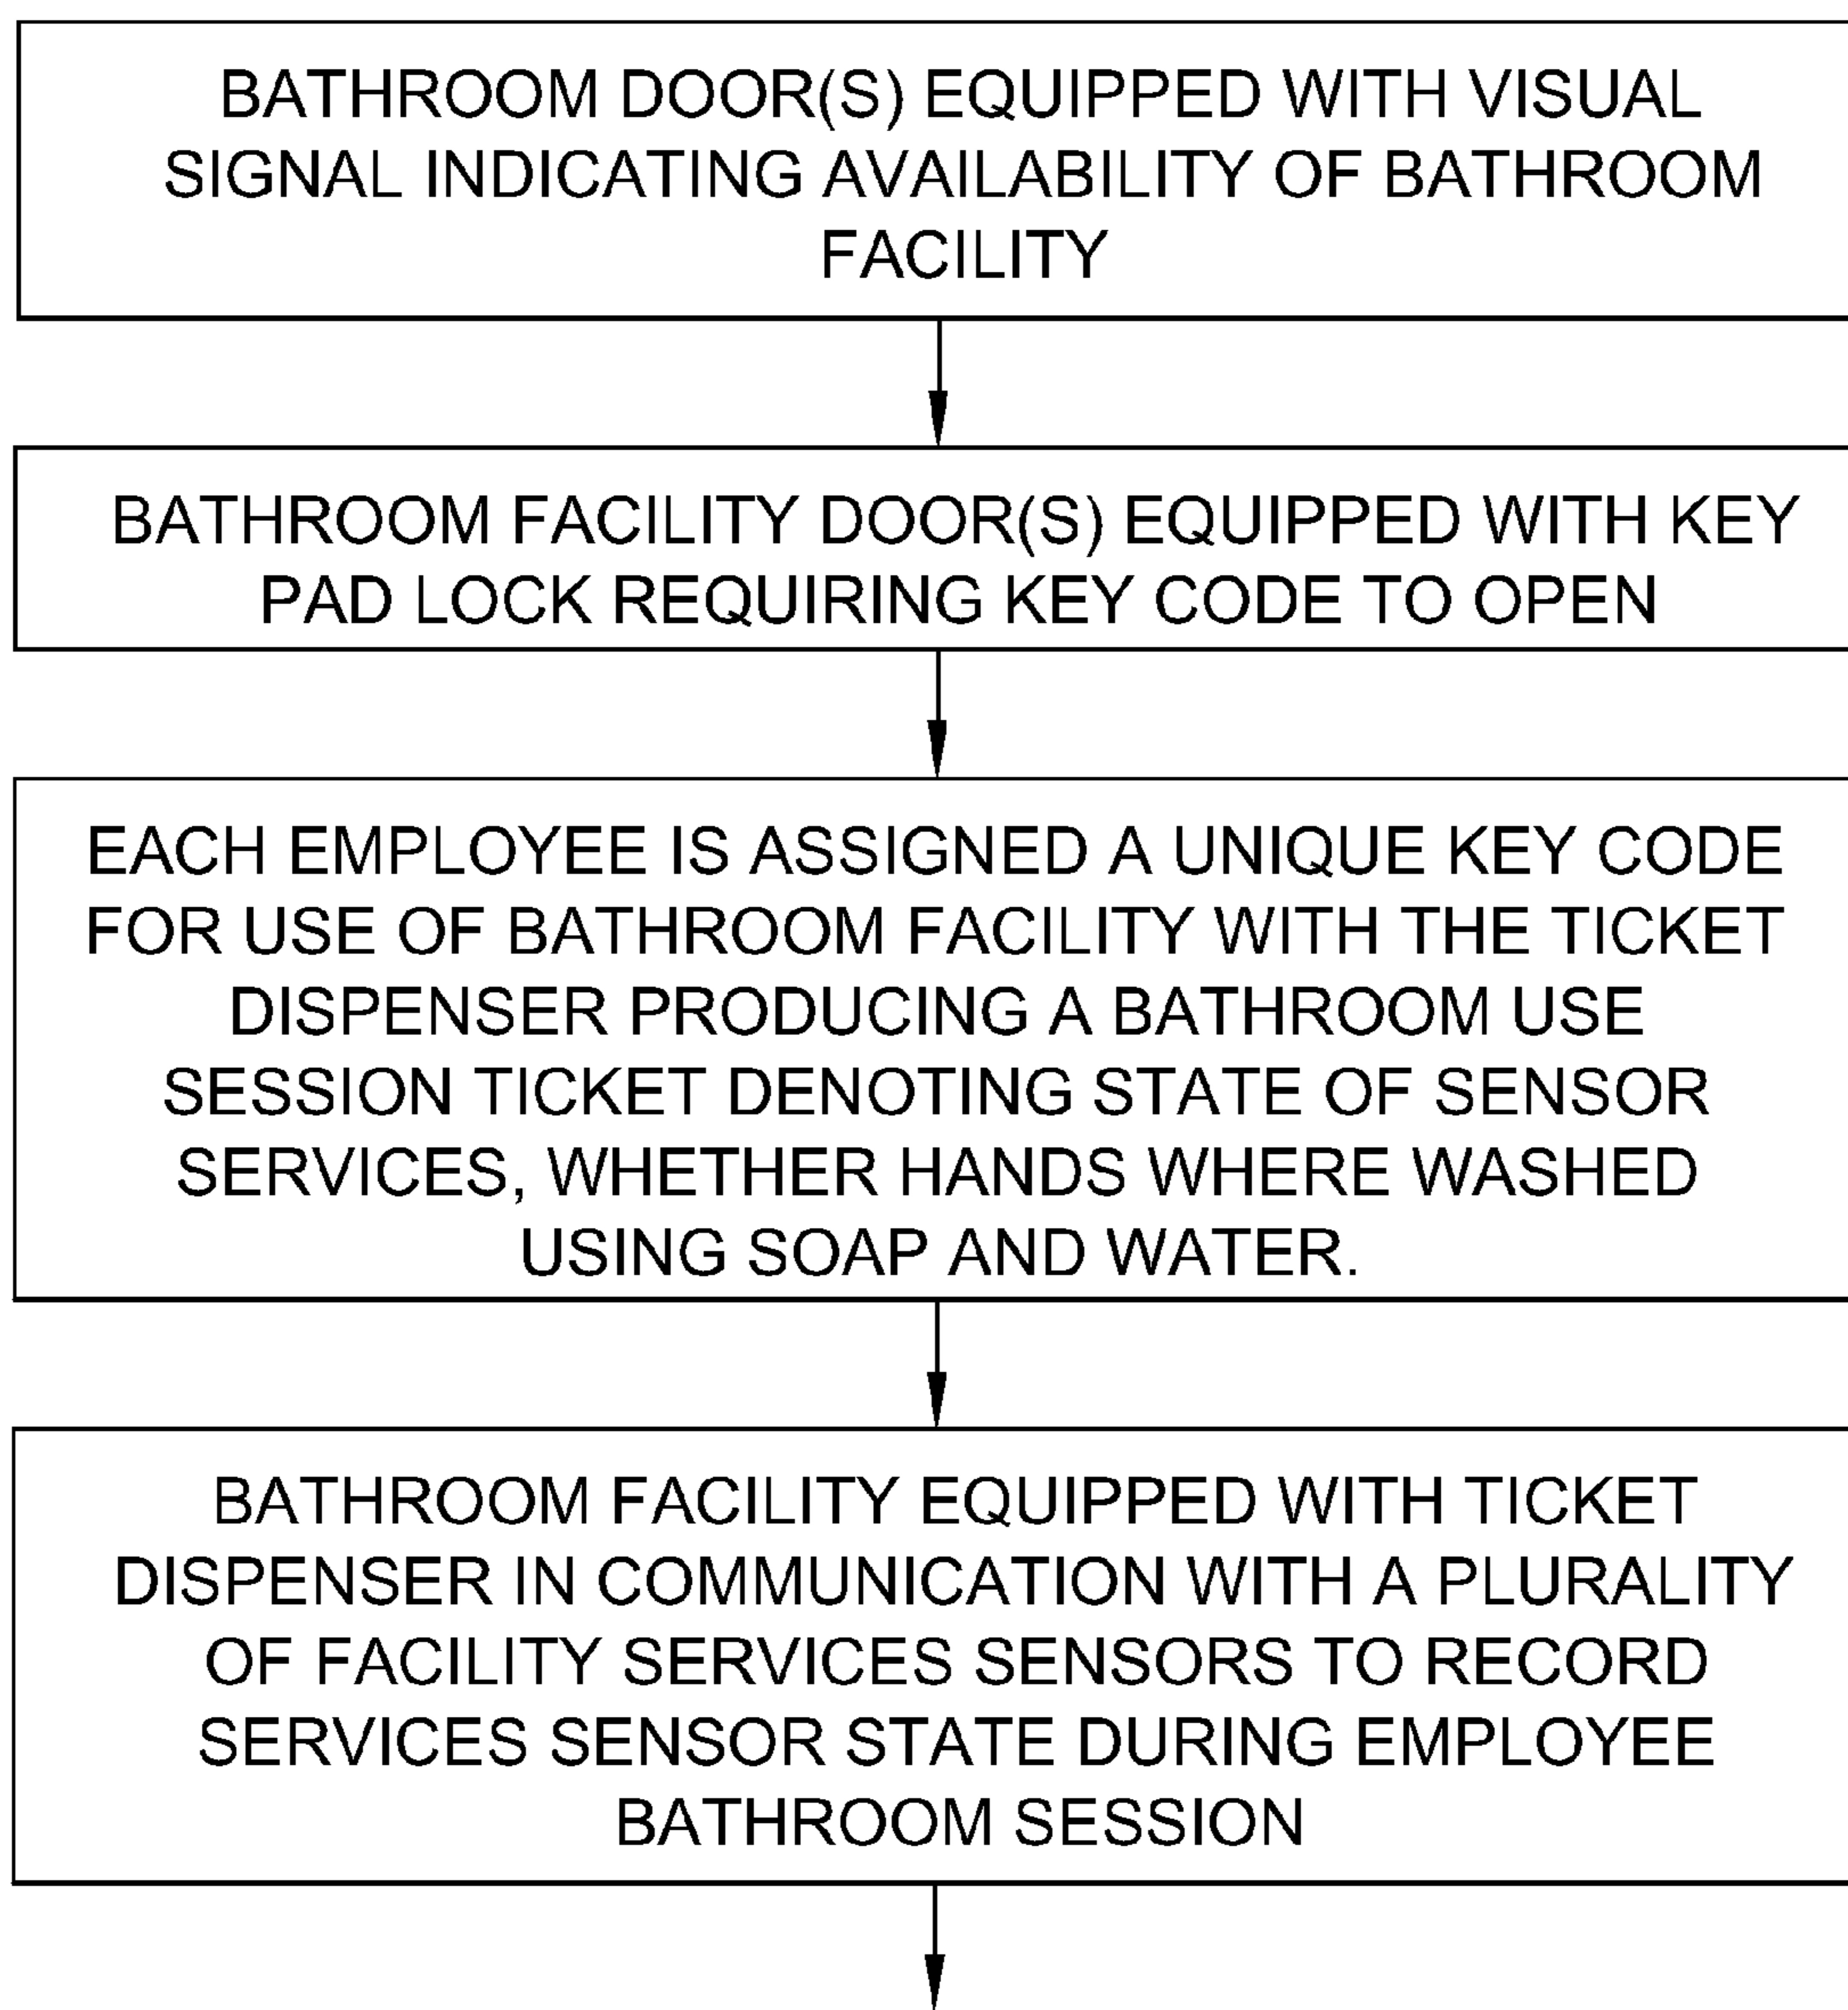 BATHROOM DOOR(S) EQUIPPED WITH VISUAL
SIGNAL INDICATING AVAILABILITY OF BATHROOM
FACILITY
BATHROOM FACILITY DOOR(S) EQUIPPED WITH KEY
PAD LOCK REQUIRING KEY CODE TO OPEN
EACH EMPLOYEE IS ASSIGNED A UNIQUE KEY CODE
FOR USE OF BATHROOM FACILITY WITH THE TICKET
DISPENSER PRODUCING A BATHROOM USE
SESSION TICKET DENOTING STATE OF SENSOR
SERVICES, WHETHER HANDS WHERE WASHED
USING SOAP AND WATER.
BATHROOM FACILITY EQUIPPED WITH TICKET
DISPENSER IN COMMUNICATION WITH A PLURALITY
OF FACILITY SERVICES SENSORS TO RECORD
SERVICES SENSOR STATE DURING EMPLOYEE
BATHROOM SESSION